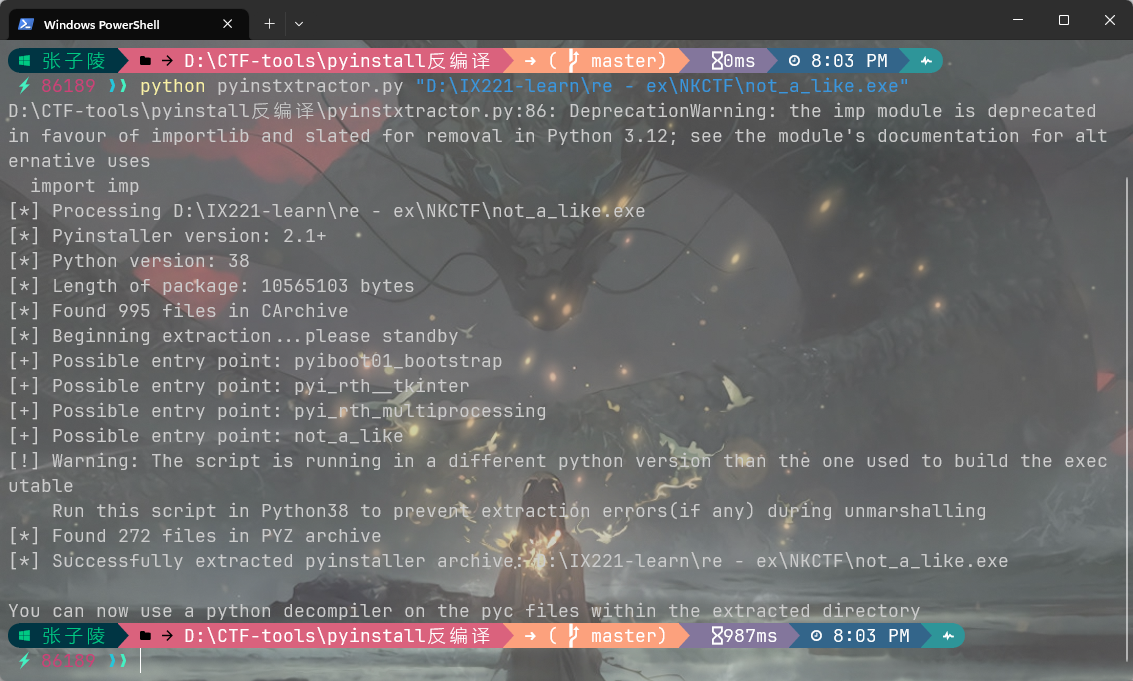 Windows PowerShell
张子陵 → D:\CTF-tools\pyinstall反编译 → ( master) 0ms 8:03 PM
86189 python pyinstxtractor.py "D:\IX221-learn\re - ex\NKCTF\not_a_like.exe"
D:\CTF-tools\pyinstall反编译\pyinstxtractor.py:86: DeprecationWarning: the imp module is deprecated
in favour of importlib and slated for removal in Python 3.12; see the module's documentation for alt
ernative uses
  import imp
[*] Processing D:\IX221-learn\re - ex\NKCTF\not_a_like.exe
[*] Pyinstaller version: 2.1+
[*] Python version: 38
[*] Length of package: 10565103 bytes
[*] Found 995 files in CArchive
[*] Beginning extraction...please standby
[+] Possible entry point: pyiboot01_bootstrap
[+] Possible entry point: pyi_rth__tkinter
[+] Possible entry point: pyi_rth_multiprocessing
[+] Possible entry point: not_a_like
[!] Warning: The script is running in a different python version than the one used to build the exec
utable
    Run this script in Python38 to prevent extraction errors(if any) during unmarshalling
[*] Found 272 files in PYZ archive
[*] Successfully extracted pyinstaller archive: D:\IX221-learn\re - ex\NKCTF\not_a_like.exe
You can now use a python decompiler on the pyc files within the extracted directory
张子陵 → D:\CTF-tools\pyinstall反编译 → ( master) 987ms 8:03 PM
86189